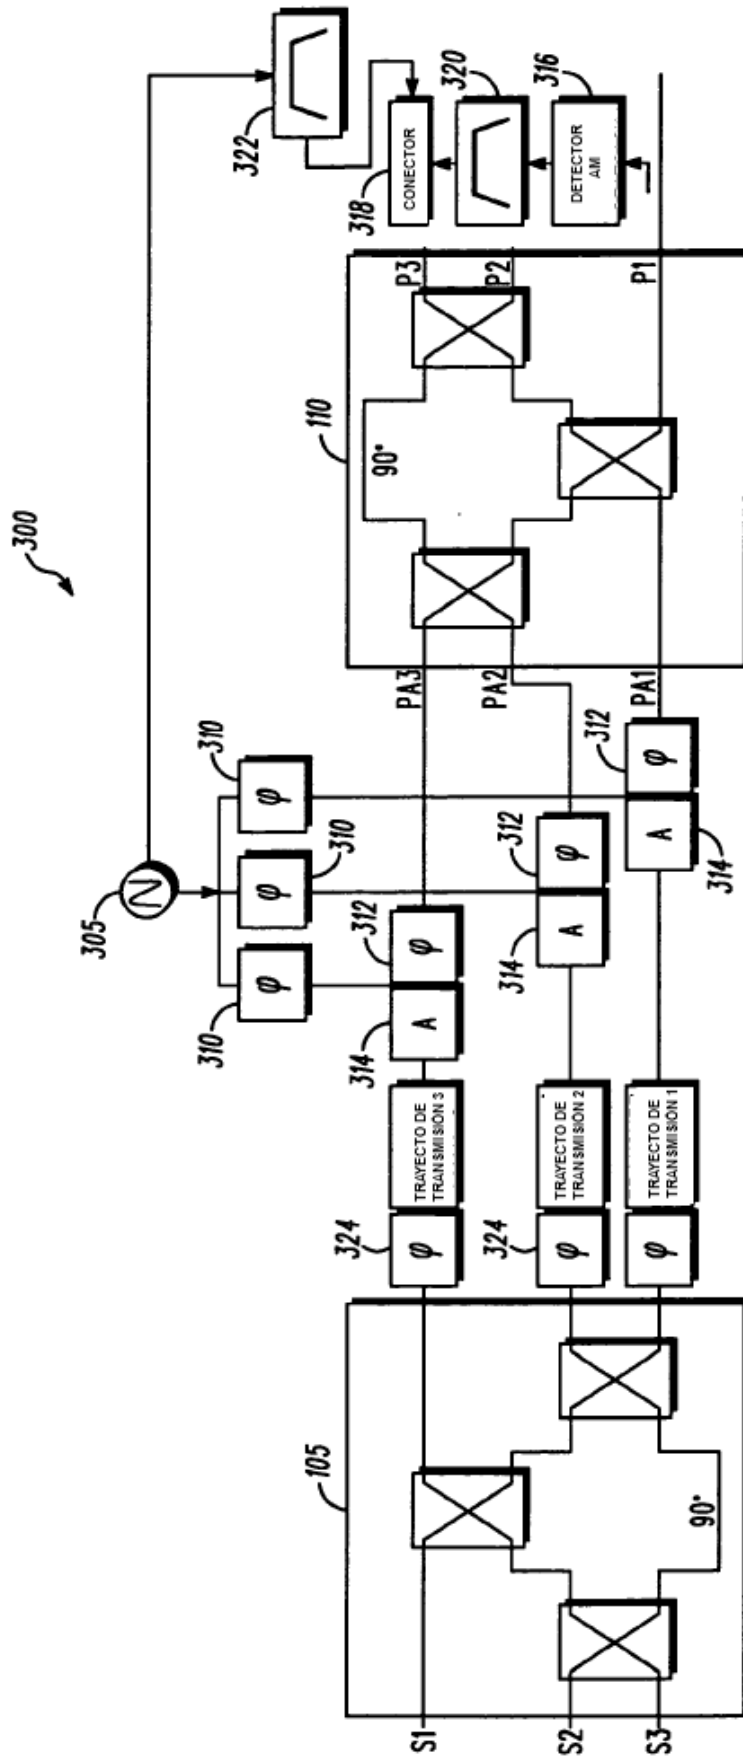 300
305
322
318
CONECTOR
320
316
DETECTOR
AM
110
90°
P3
P2
P1
310
φ
310
φ
310
φ
PA3
PA2
PA1
312
φ
312
φ
312
φ
314
A
314
A
314
A
TRAYECTO DE
TRANSMISIÓN 3
TRAYECTO DE
TRANSMISIÓN 2
TRAYECTO DE
TRANSMISIÓN 1
324
φ
324
φ
φ
105
90°
S1
S2
S3